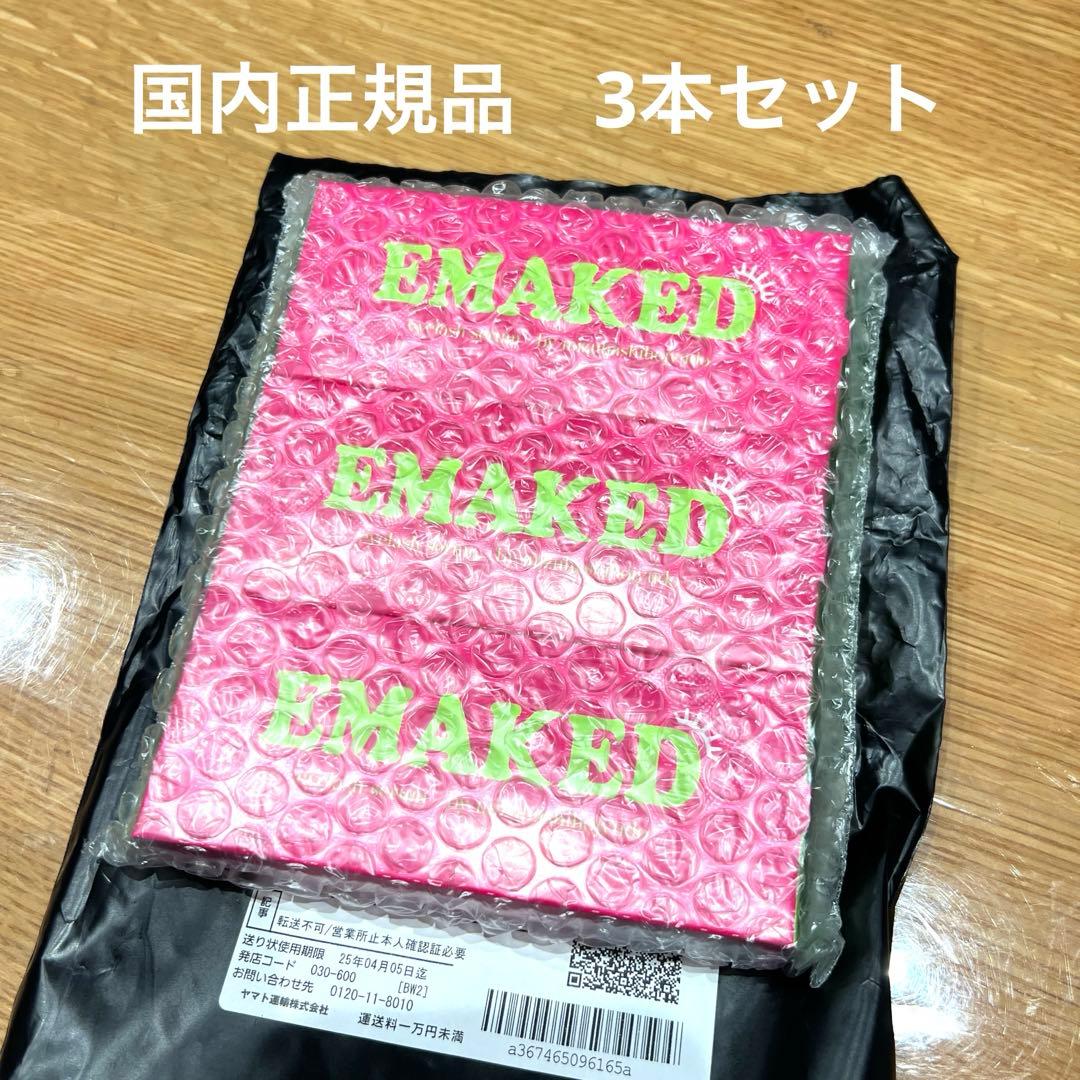 国内正規品　3本セット
EMAKED
eyelash serum by
EMAKED
EMAKED
記事
転送不可/営業所止本人確認証必要
送り状使用期限 25年04月05日迄
発店コード 030-600 [BW2]
お問い合わせ先 0120-11-8010
ヤマト運輸株式会社 運送料一万円未満
a367465096165a